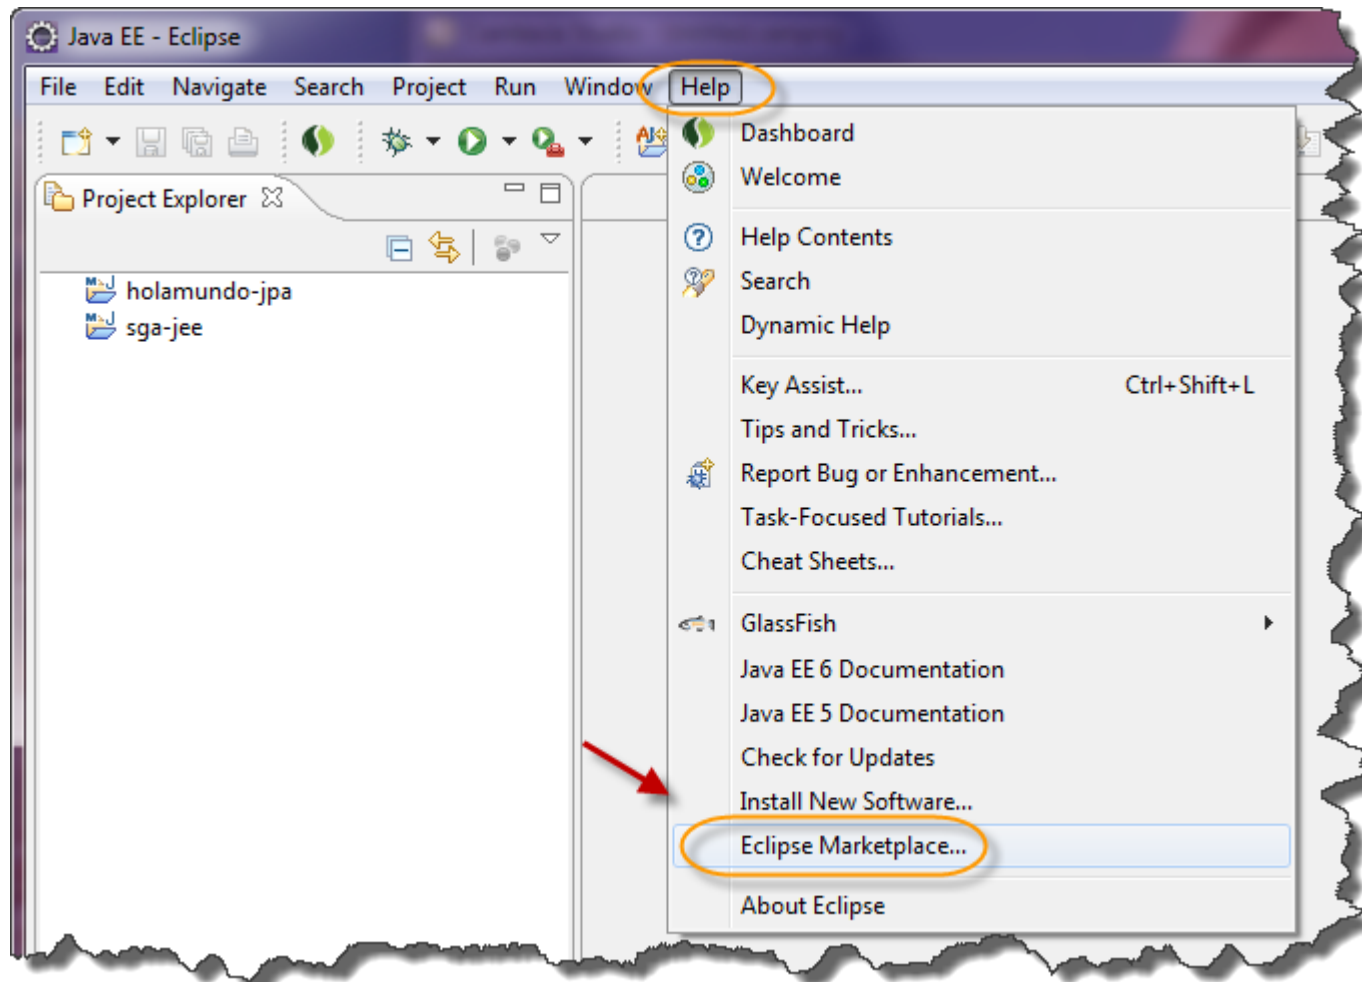 Java EE - Eclipse
File Edit Navigate Search Project Run Window Help
Project Explorer
holamundo-jpa
sga-jee
Dashboard
Welcome
Help Contents
Search
Dynamic Help
Key Assist... Ctrl+Shift+L
Tips and Tricks...
Report Bug or Enhancement...
Task-Focused Tutorials...
Cheat Sheets...
GlassFish
Java EE 6 Documentation
Java EE 5 Documentation
Check for Updates
Install New Software...
Eclipse Marketplace...
About Eclipse